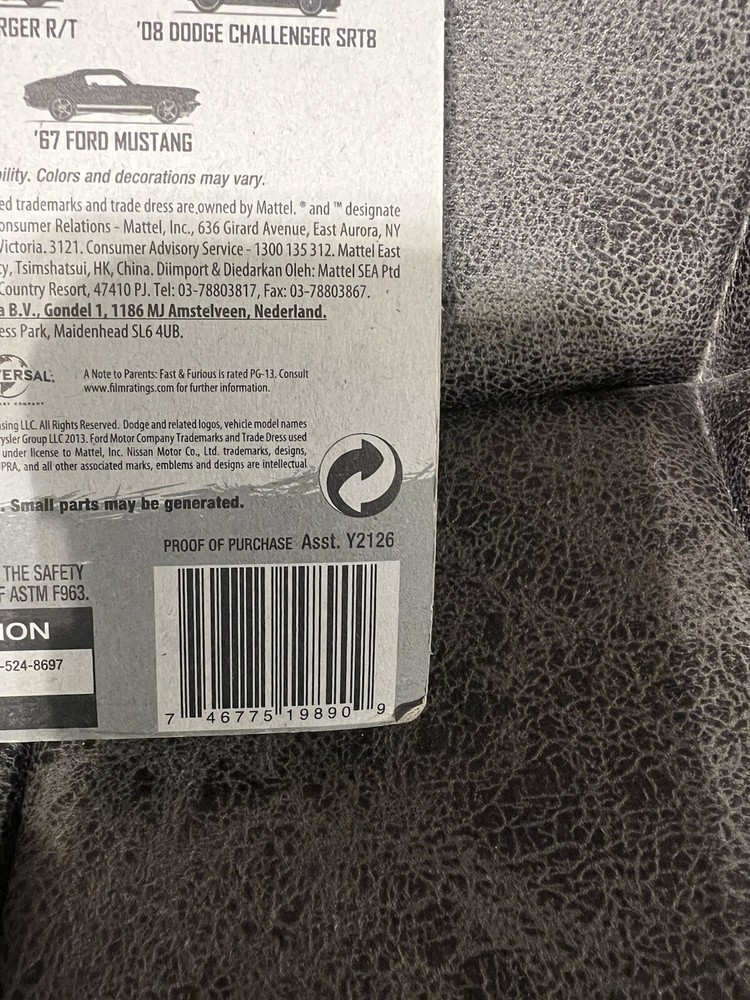 RGER R/T
'08 DODGE CHALLENGER SRT8
'67 FORD MUSTANG
bility. Colors and decorations may vary.
ed trademarks and trade dress are owned by Mattel. ® and ™ designate
onsumer Relations - Mattel, Inc., 636 Girard Avenue, East Aurora, NY
Victoria. 3121. Consumer Advisory Service - 1300 135 312. Mattel East
ty, Tsimshatsui, HK, China. Diimport & Diedarkan Oleh: Mattel SEA Ptd
Country Resort, 47410 PJ. Tel: 03-78803817, Fax: 03-78803867.
a B.V., Gondel 1, 1186 MJ Amstelveen, Nederland.
ess Park, Maidenhead SL6 4UB.
ERSAL
A Note to Parents: Fast & Furious is rated PG-13. Consult
www.filmratings.com for further information.
sing LLC. All Rights Reserved. Dodge and related logos, vehicle model names
rysler Group LLC 2013. Ford Motor Company Trademarks and Trade Dress used
under license to Mattel, Inc. Nissan Motor Co., Ltd. trademarks, designs,
PRA, and all other associated marks, emblems and designs are intellectual
. Small parts may be generated.
PROOF OF PURCHASE Asst. Y2126
THE SAFETY
F ASTM F963.
ION
-524-8697
7 46775 19890 9